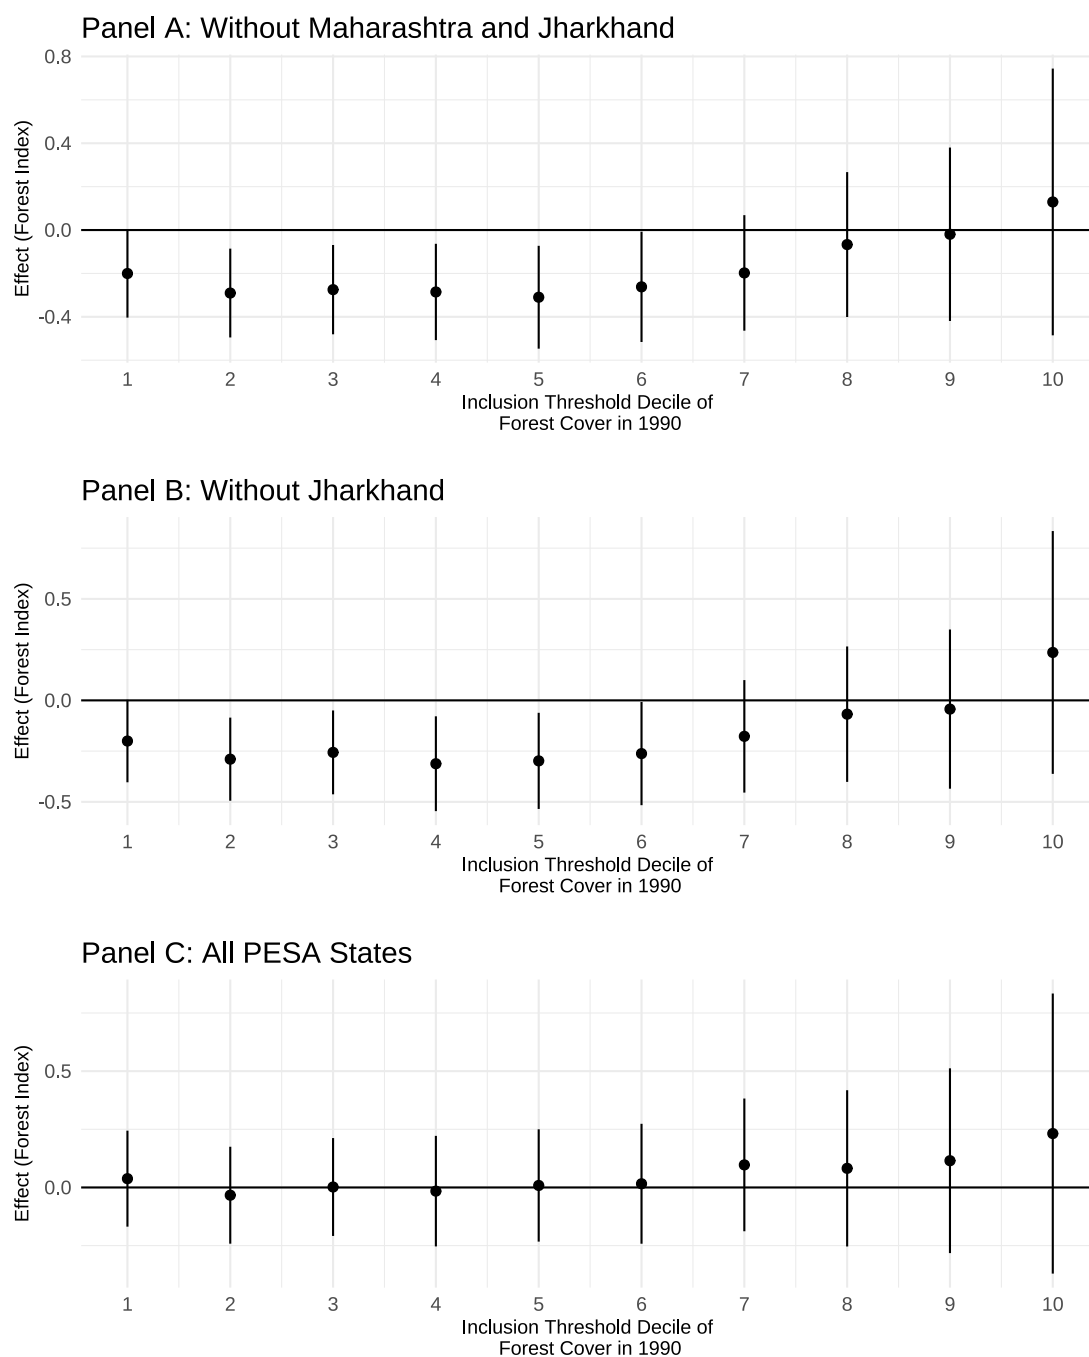 Panel A: Without Maharashtra and Jharkhand
Effect (Forest Index)
0.8
0.4
0.0
-0.4
1 2 3 4 5 6 7 8 9 10
Inclusion Threshold Decile of
Forest Cover in 1990
Panel B: Without Jharkhand
Effect (Forest Index)
0.5
0.0
-0.5
1 2 3 4 5 6 7 8 9 10
Inclusion Threshold Decile of
Forest Cover in 1990
Panel C: All PESA States
Effect (Forest Index)
0.5
0.0
1 2 3 4 5 6 7 8 9 10
Inclusion Threshold Decile of
Forest Cover in 1990